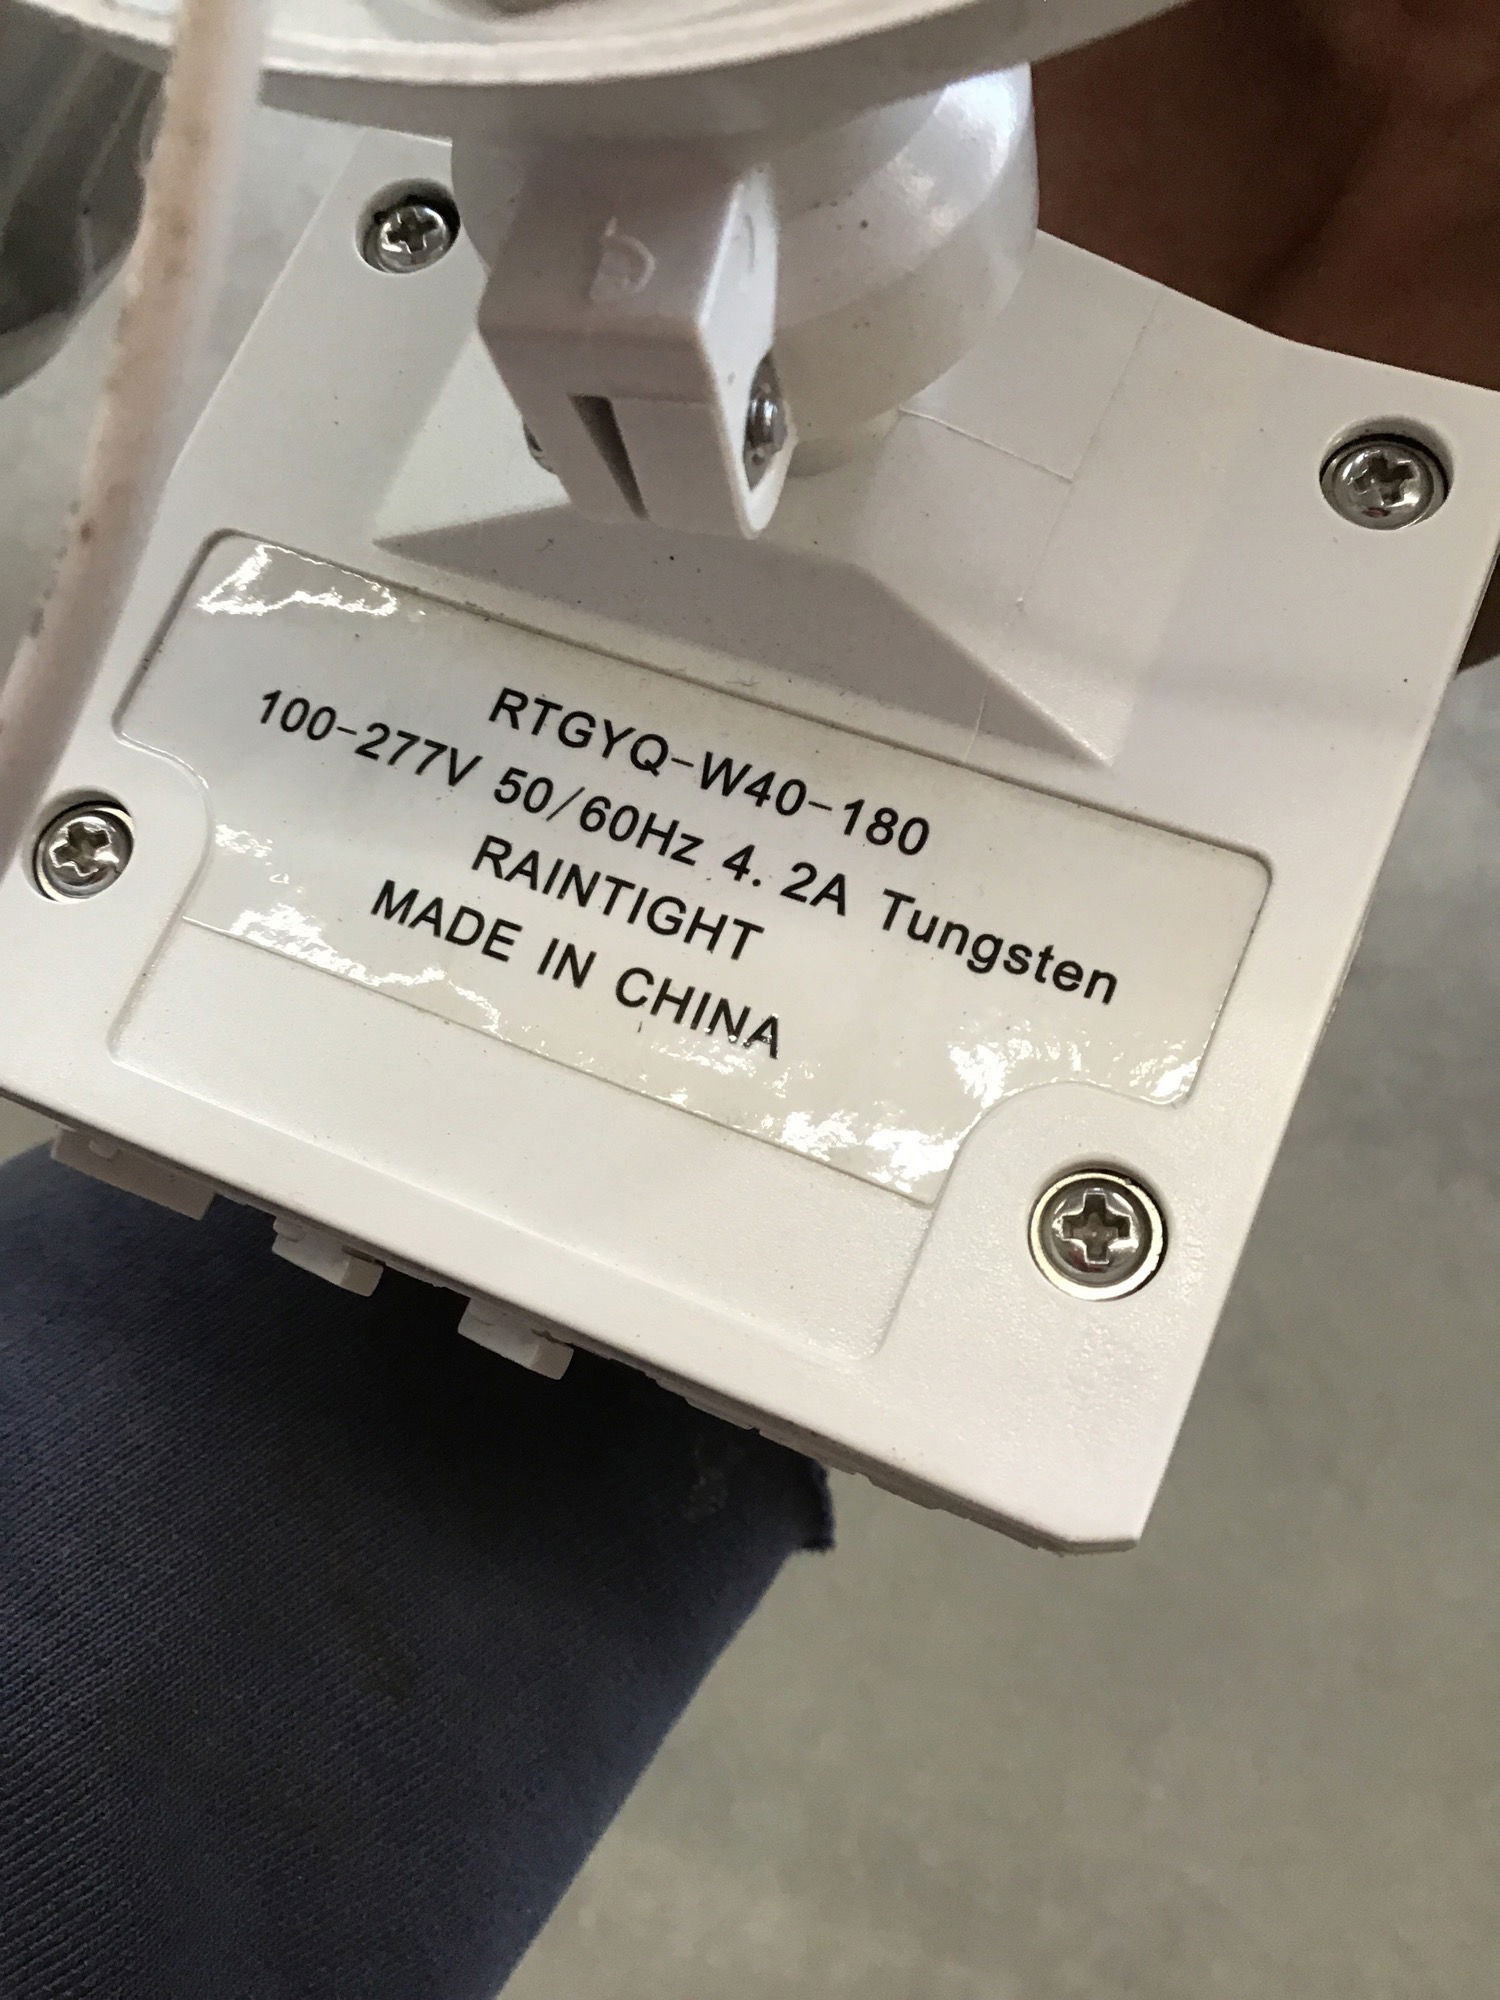 RTGYQ-W40-180
100-277V 50/60Hz 4. 2A Tungsten
RAINTIGHT
MADE IN CHINA